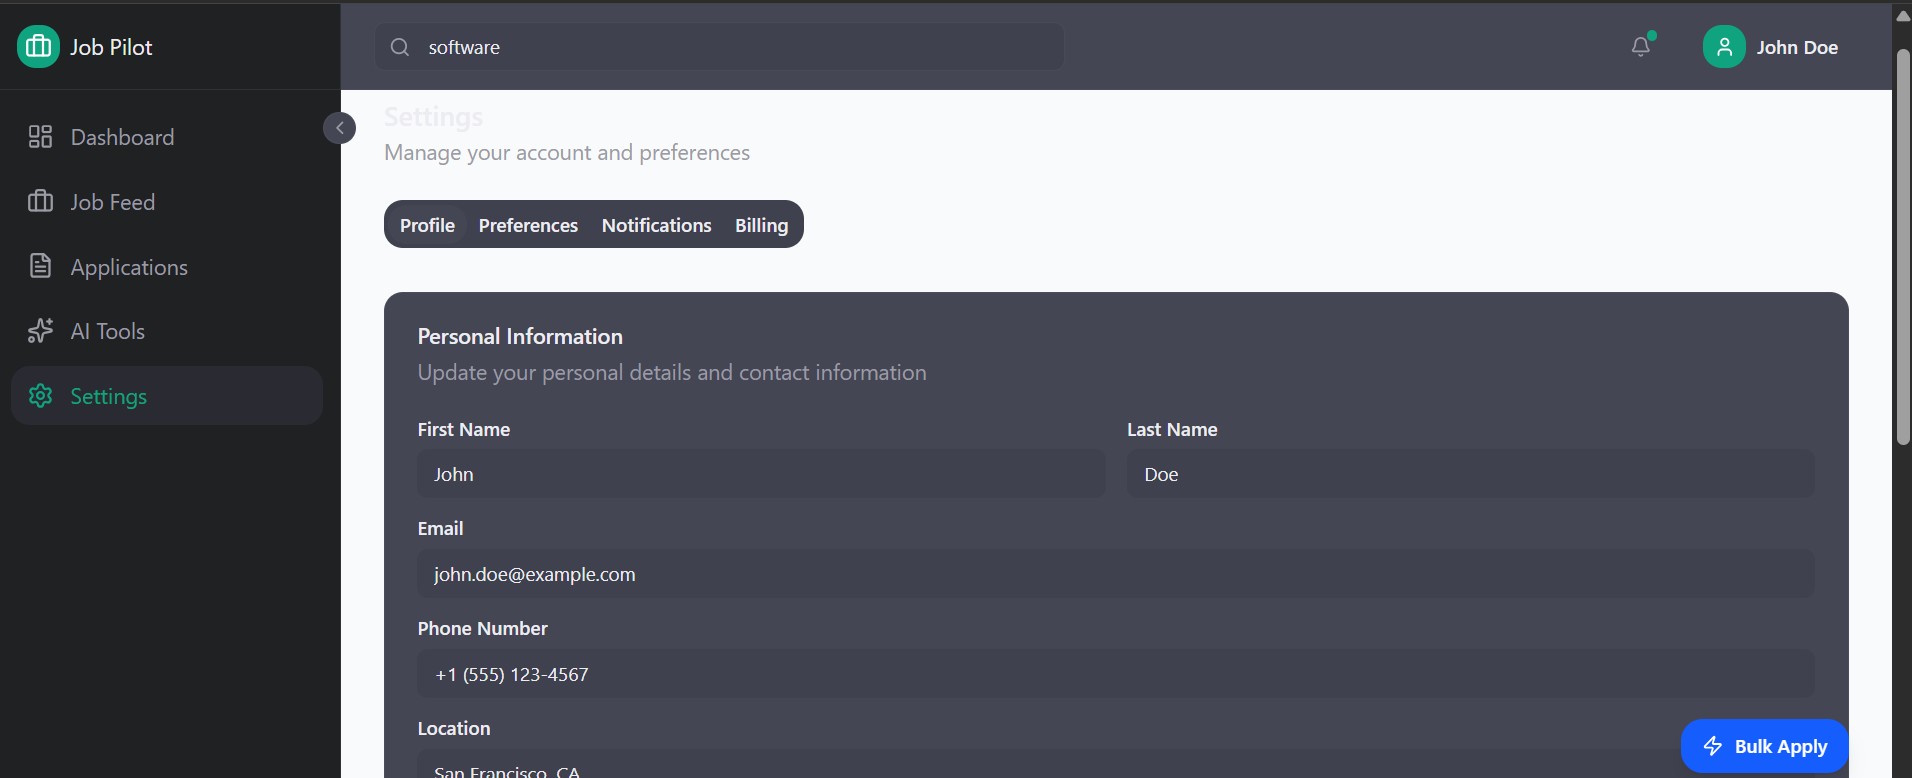 Job Pilot
software
John Doe
Dashboard
Job Feed
Applications
AI Tools
Settings
Settings
Manage your account and preferences
Profile Preferences Notifications Billing
Personal Information
Update your personal details and contact information
First Name Last Name
John Doe
Email
john.doe@example.com
Phone Number
+1 (555) 123-4567
Location
San Francisco, CA
Bulk Apply